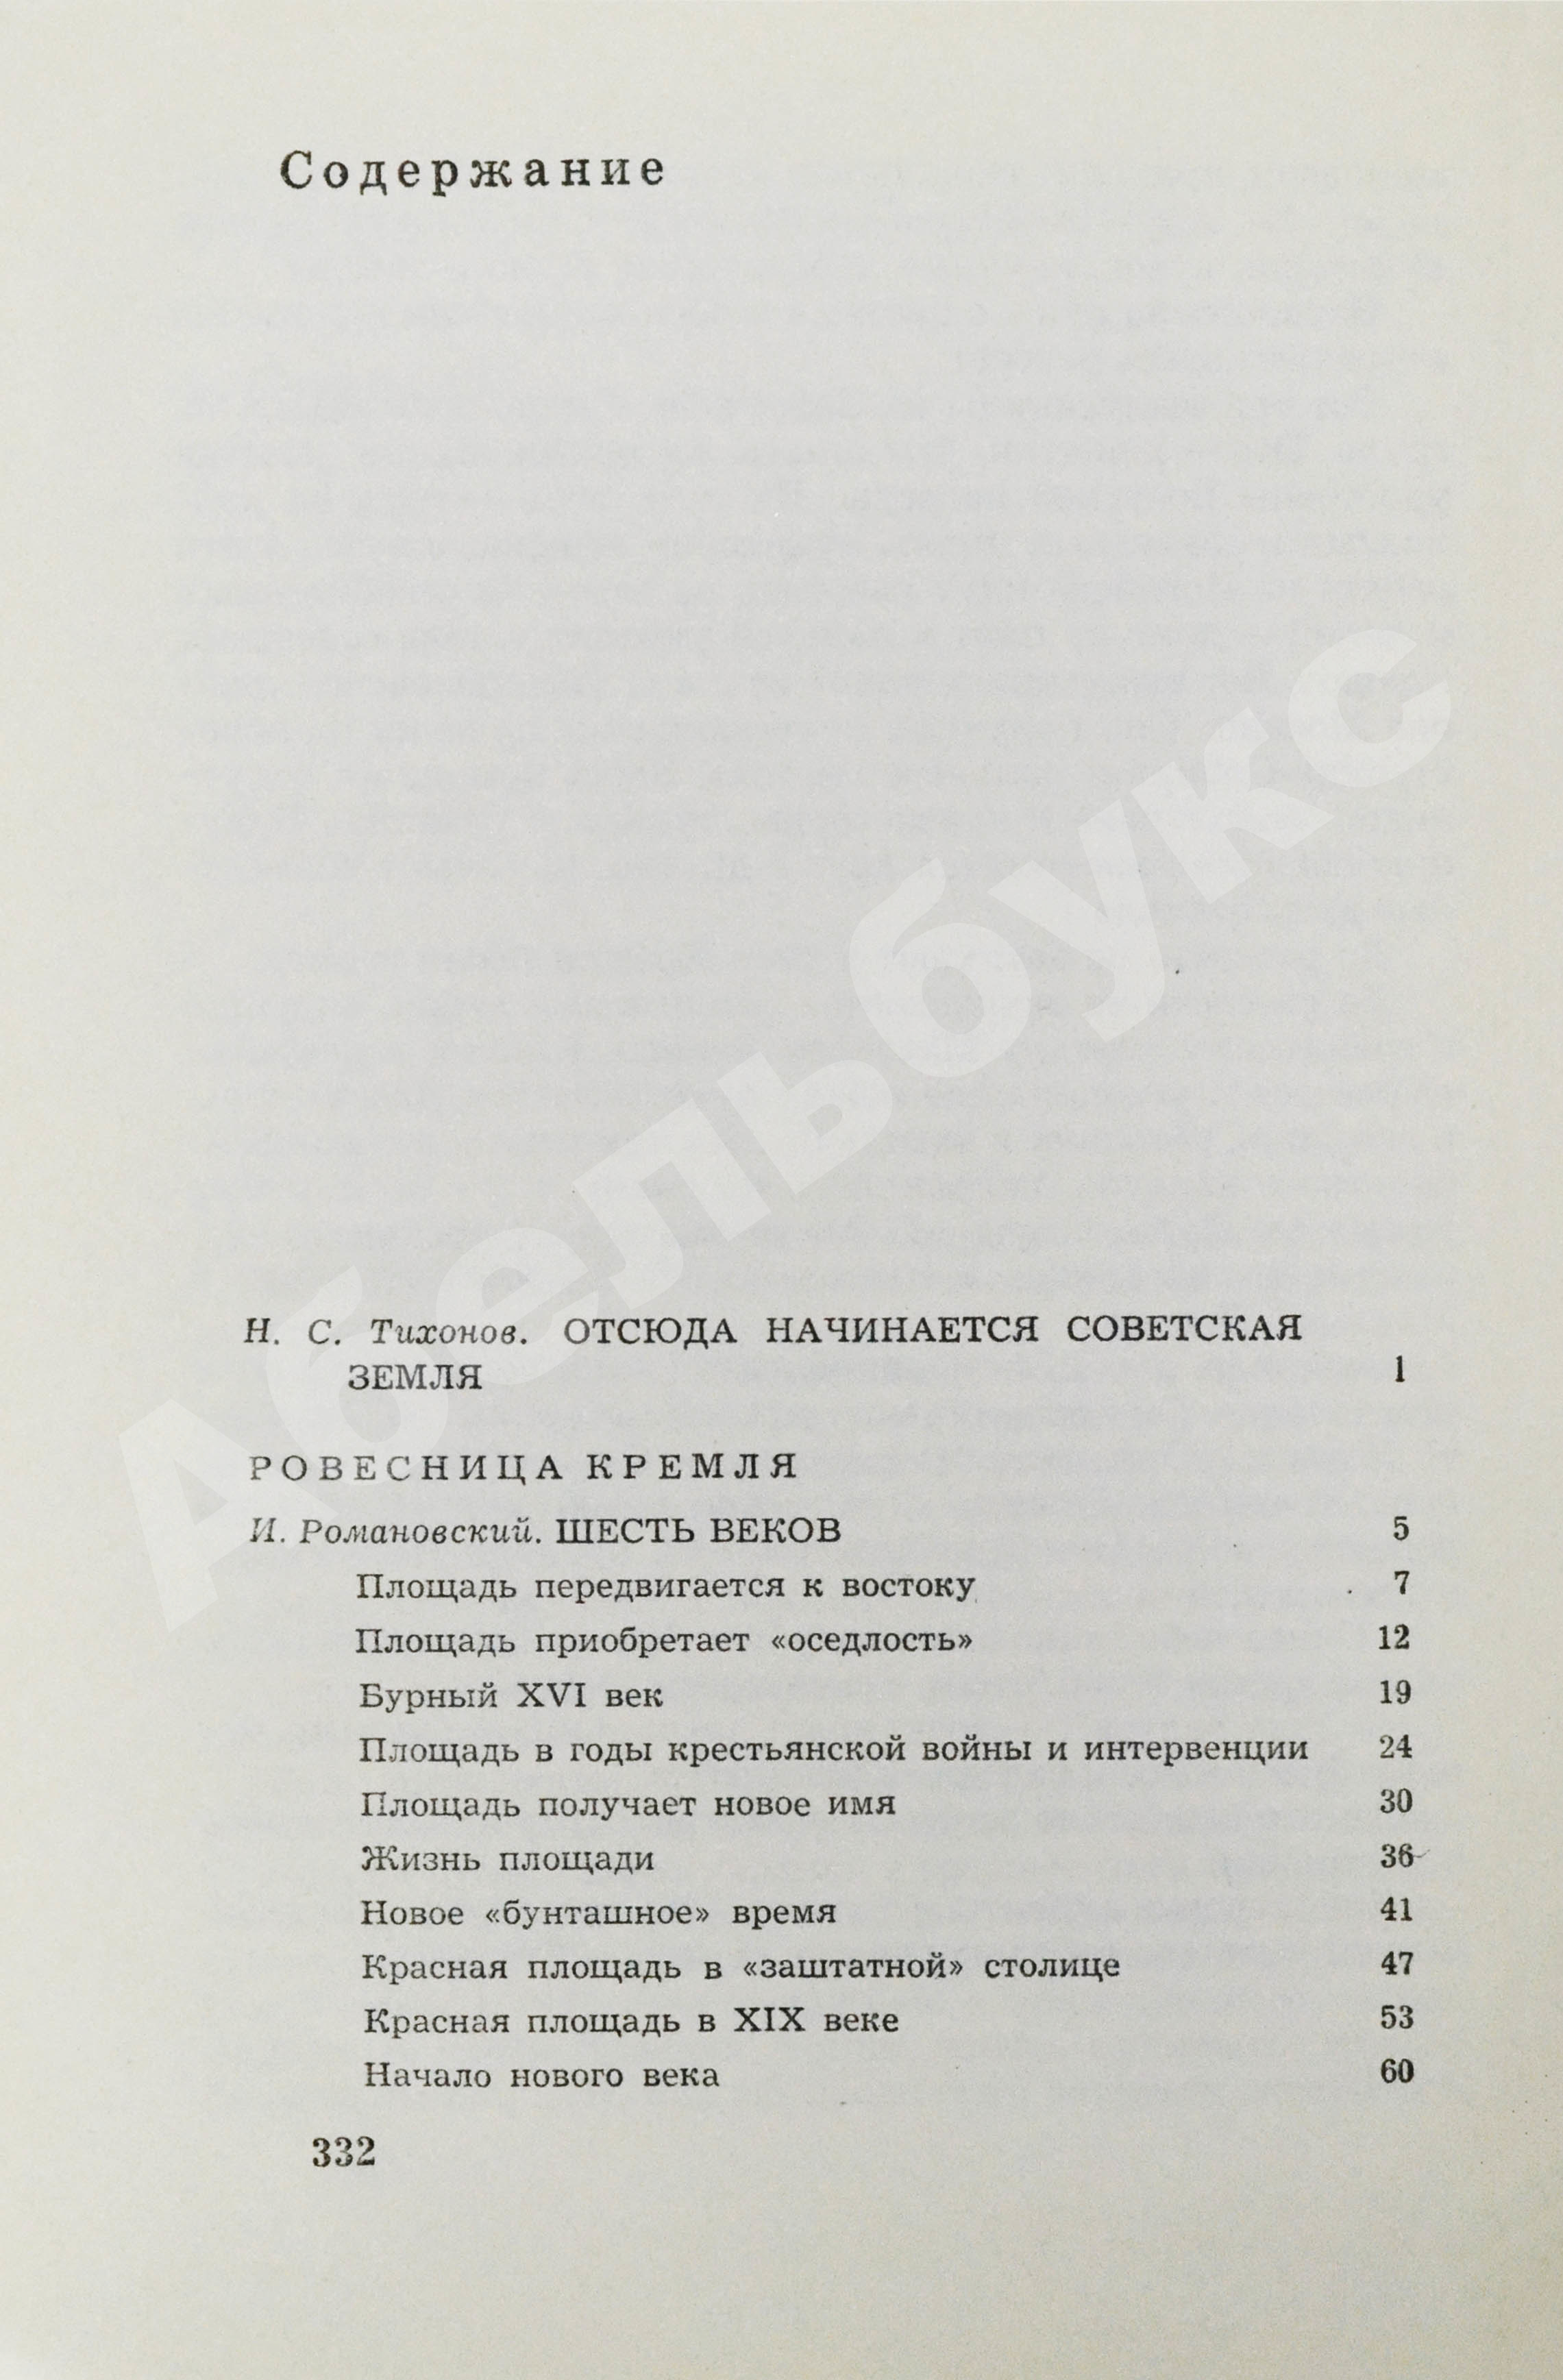 Содержание
Н. С. Тихонов. ОТСЮДА НАЧИНАЕТСЯ СОВЕТСКАЯ
ЗЕМЛЯ 1
РОВЕСНИЦА КРЕМЛЯ
И. Романовский. ШЕСТЬ ВЕКОВ 5
Площадь передвигается к востоку 7
Площадь приобретает «оседлость» 12
Бурный XVI век 19
Площадь в годы крестьянской войны и интервенции 24
Площадь получает новое имя 30
Жизнь площади 36
Новое «бунташное» время 41
Красная площадь в «заштатной» столице 47
Красная площадь в XIX веке 53
Начало нового века 60
332
Абельбукс